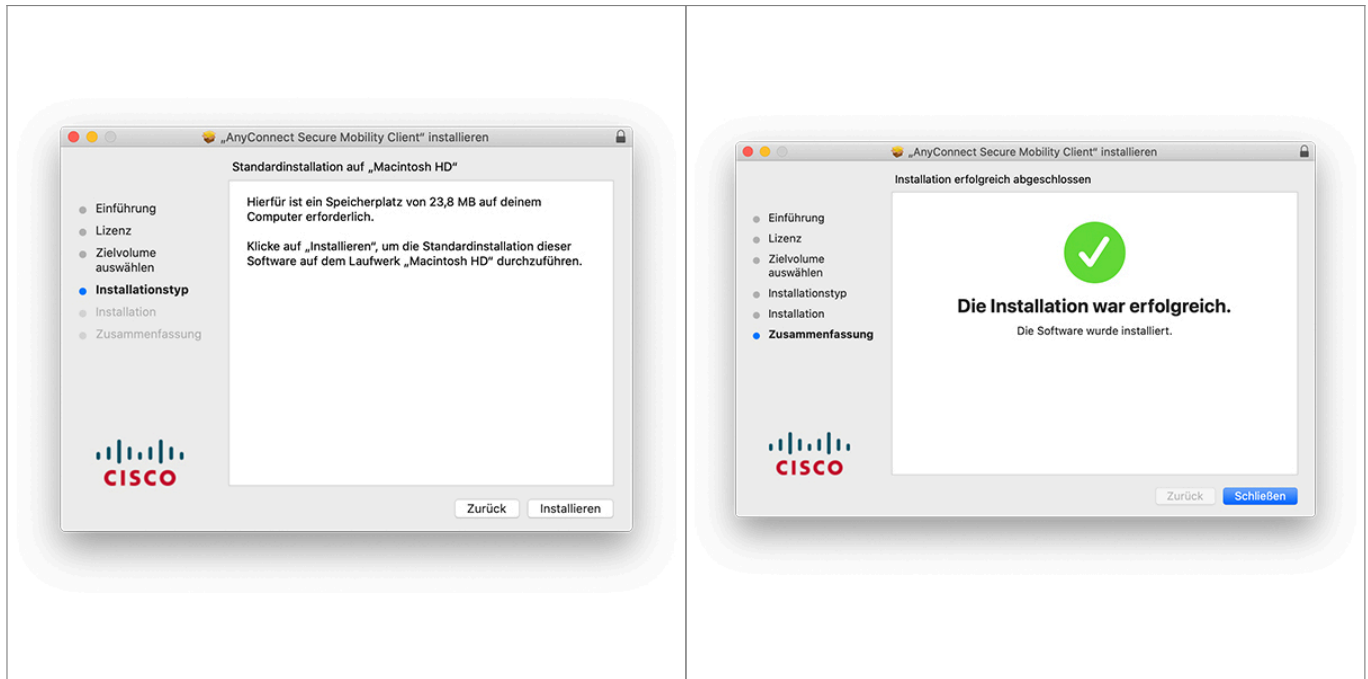 „AnyConnect Secure Mobility Client“ installieren
Standardinstallation auf „Macintosh HD“
Einführung
Lizenz
Zielvolume
auswählen
Installationstyp
Installation
Zusammenfassung
Hierfür ist ein Speicherplatz von 23,8 MB auf deinem
Computer erforderlich.
Klicke auf „Installieren“, um die Standardinstallation dieser
Software auf dem Laufwerk „Macintosh HD“ durchzuführen.
CISCO
Zurück
Installieren
„AnyConnect Secure Mobility Client“ installieren
Installation erfolgreich abgeschlossen
Einführung
Lizenz
Zielvolume
auswählen
Installationstyp
Installation
Zusammenfassung
Die Installation war erfolgreich.
Die Software wurde installiert.
CISCO
Zurück
Schließen